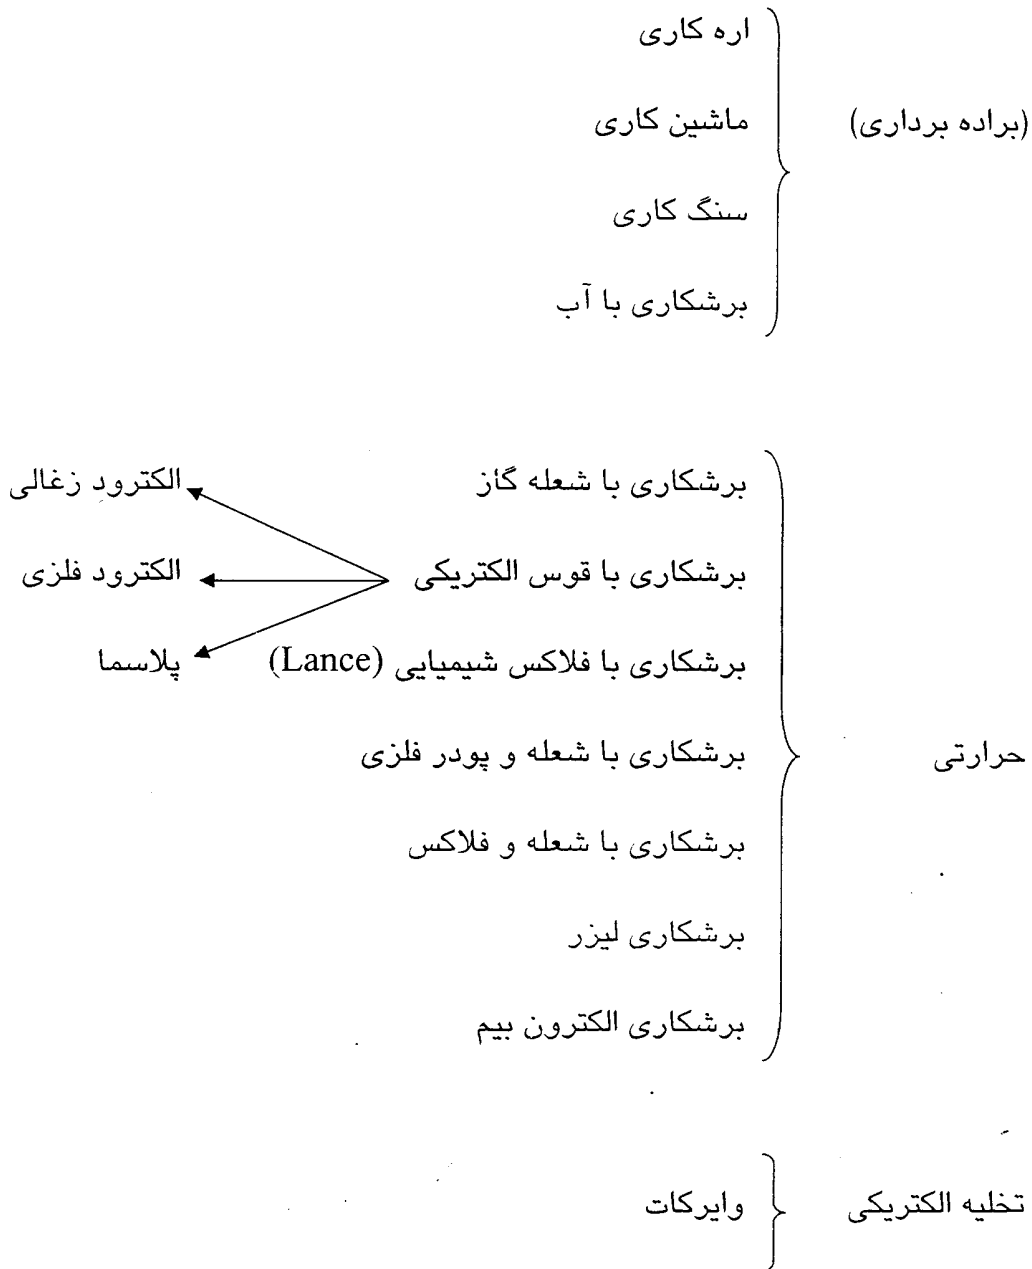 اره کاری
(براده برداری) ماشین کاری
سنگ کاری
برشکاری با آب
برشکاری با شعله گاز الکترود زغالی
برشکاری با قوس الکتریکی الکترود فلزی
برشکاری با فلاکس شیمیایی (Lance) پلاسما
حرارتی برشکاری با شعله و پودر فلزی
برشکاری با شعله و فلاکس
برشکاری لیزر
برشکاری الکترون بیم
تخلیه الکتریکی وایرکات